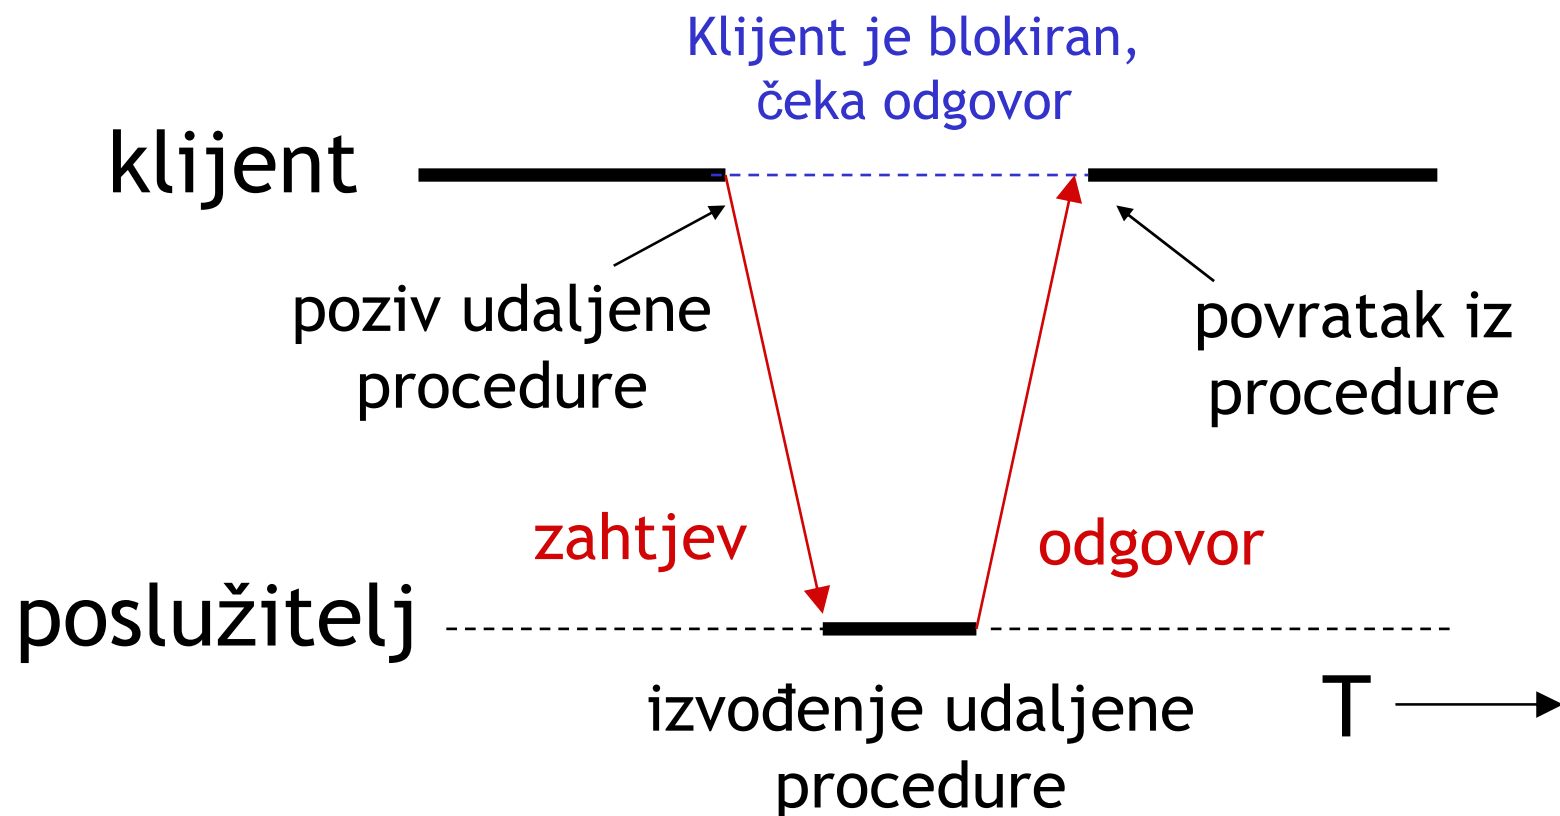 Klijent je blokiran,
čeka odgovor
klijent
poziv udaljene
procedure
povratak iz
procedure
zahtjev
odgovor
poslužitelj
izvođenje udaljene
procedure
T